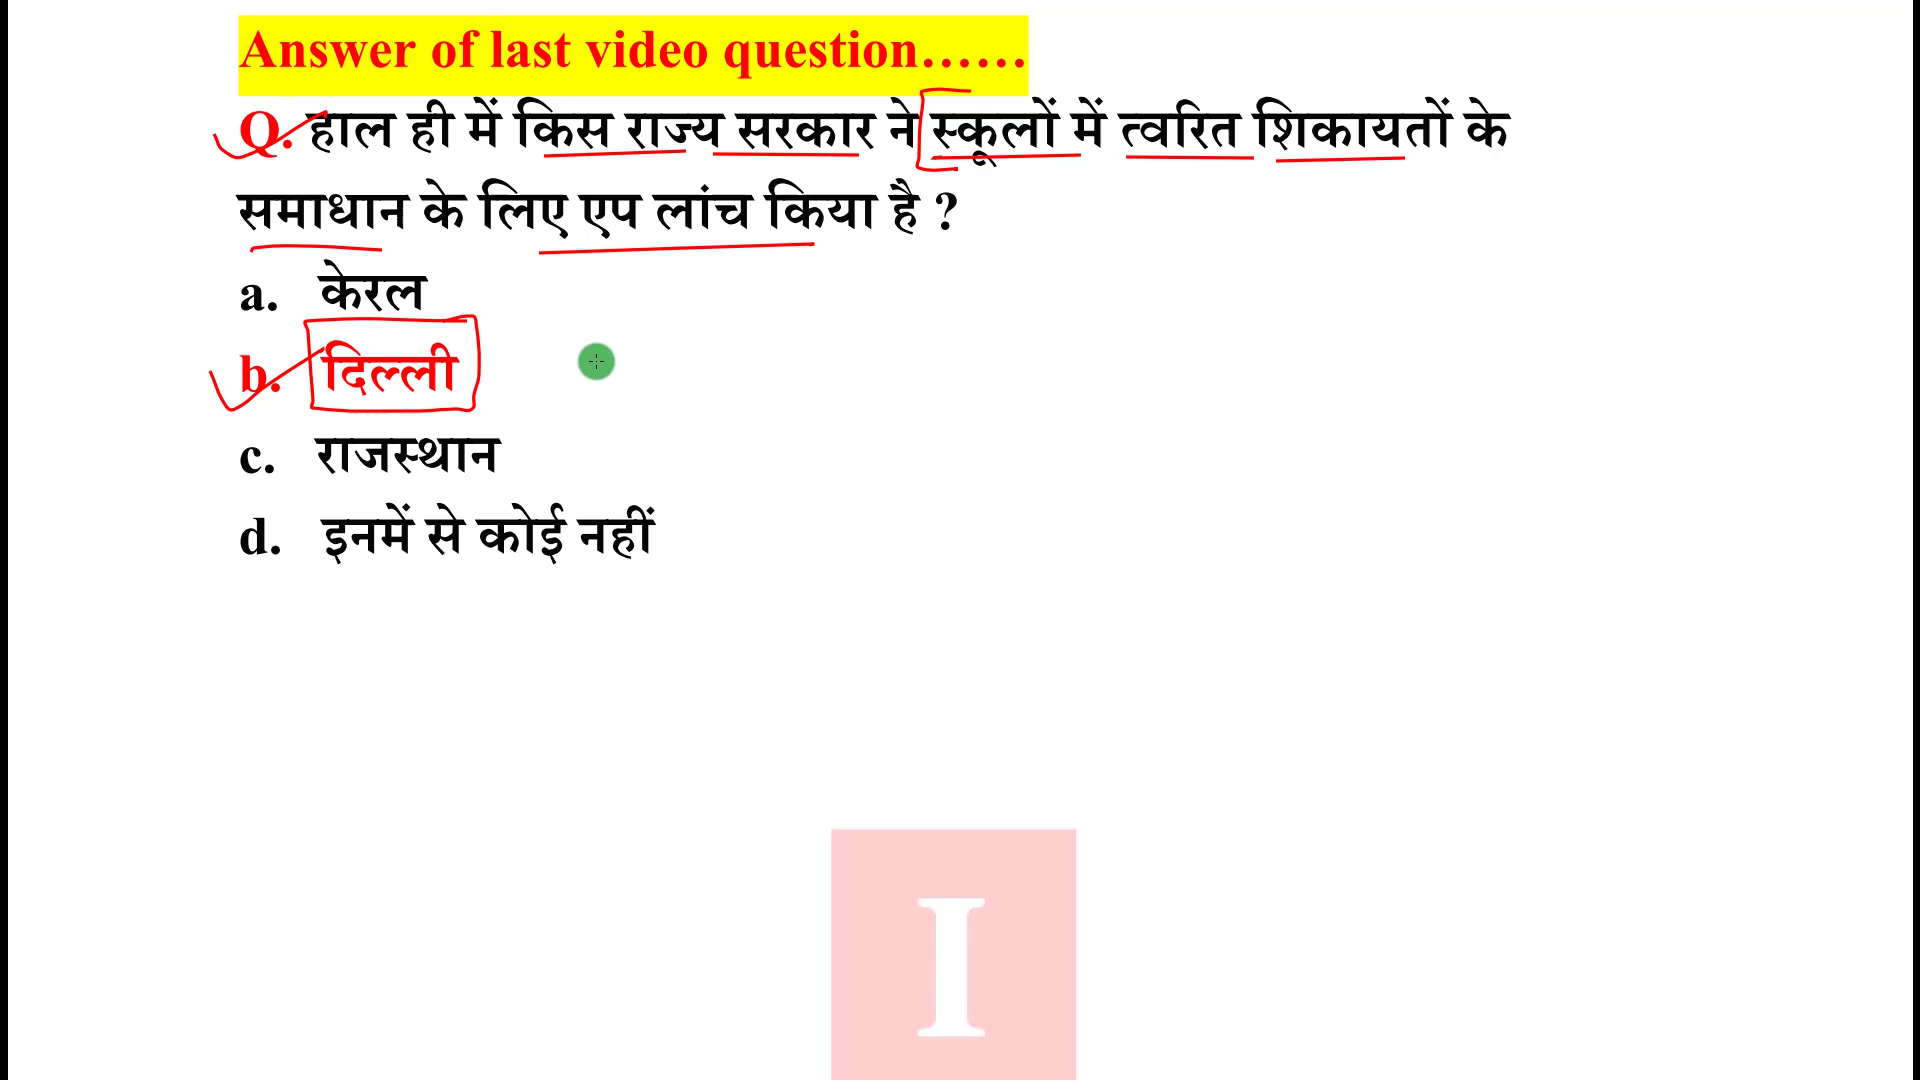 Answer of last video question……
Q. हाल ही में किस राज्य सरकार ने स्कूलों में त्वरित शिकायतों के
समाधान के लिए एप लांच किया है ?
a. केरल
b. दिल्ली
c. राजस्थान
d. इनमें से कोई नहीं
I